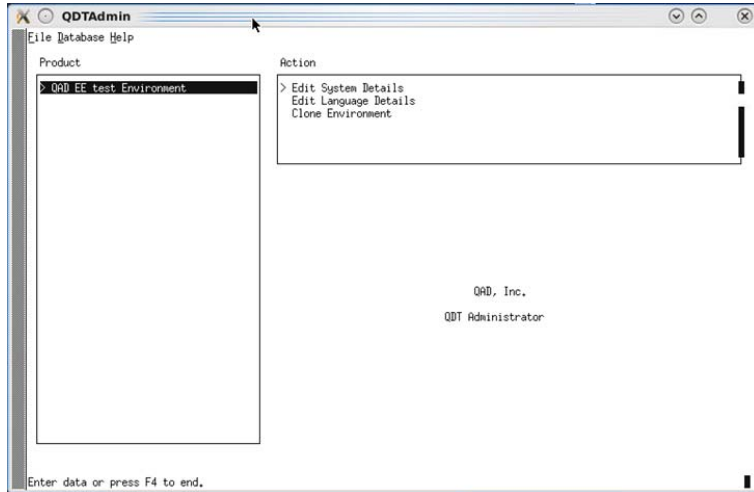 QDTAdmin
File Database Help
Product
Action
> QAD EE test Environment
> Edit System Details
Edit Language Details
Clone Environment
QAD, Inc.
QDT Administrator
Enter data or press F4 to end.